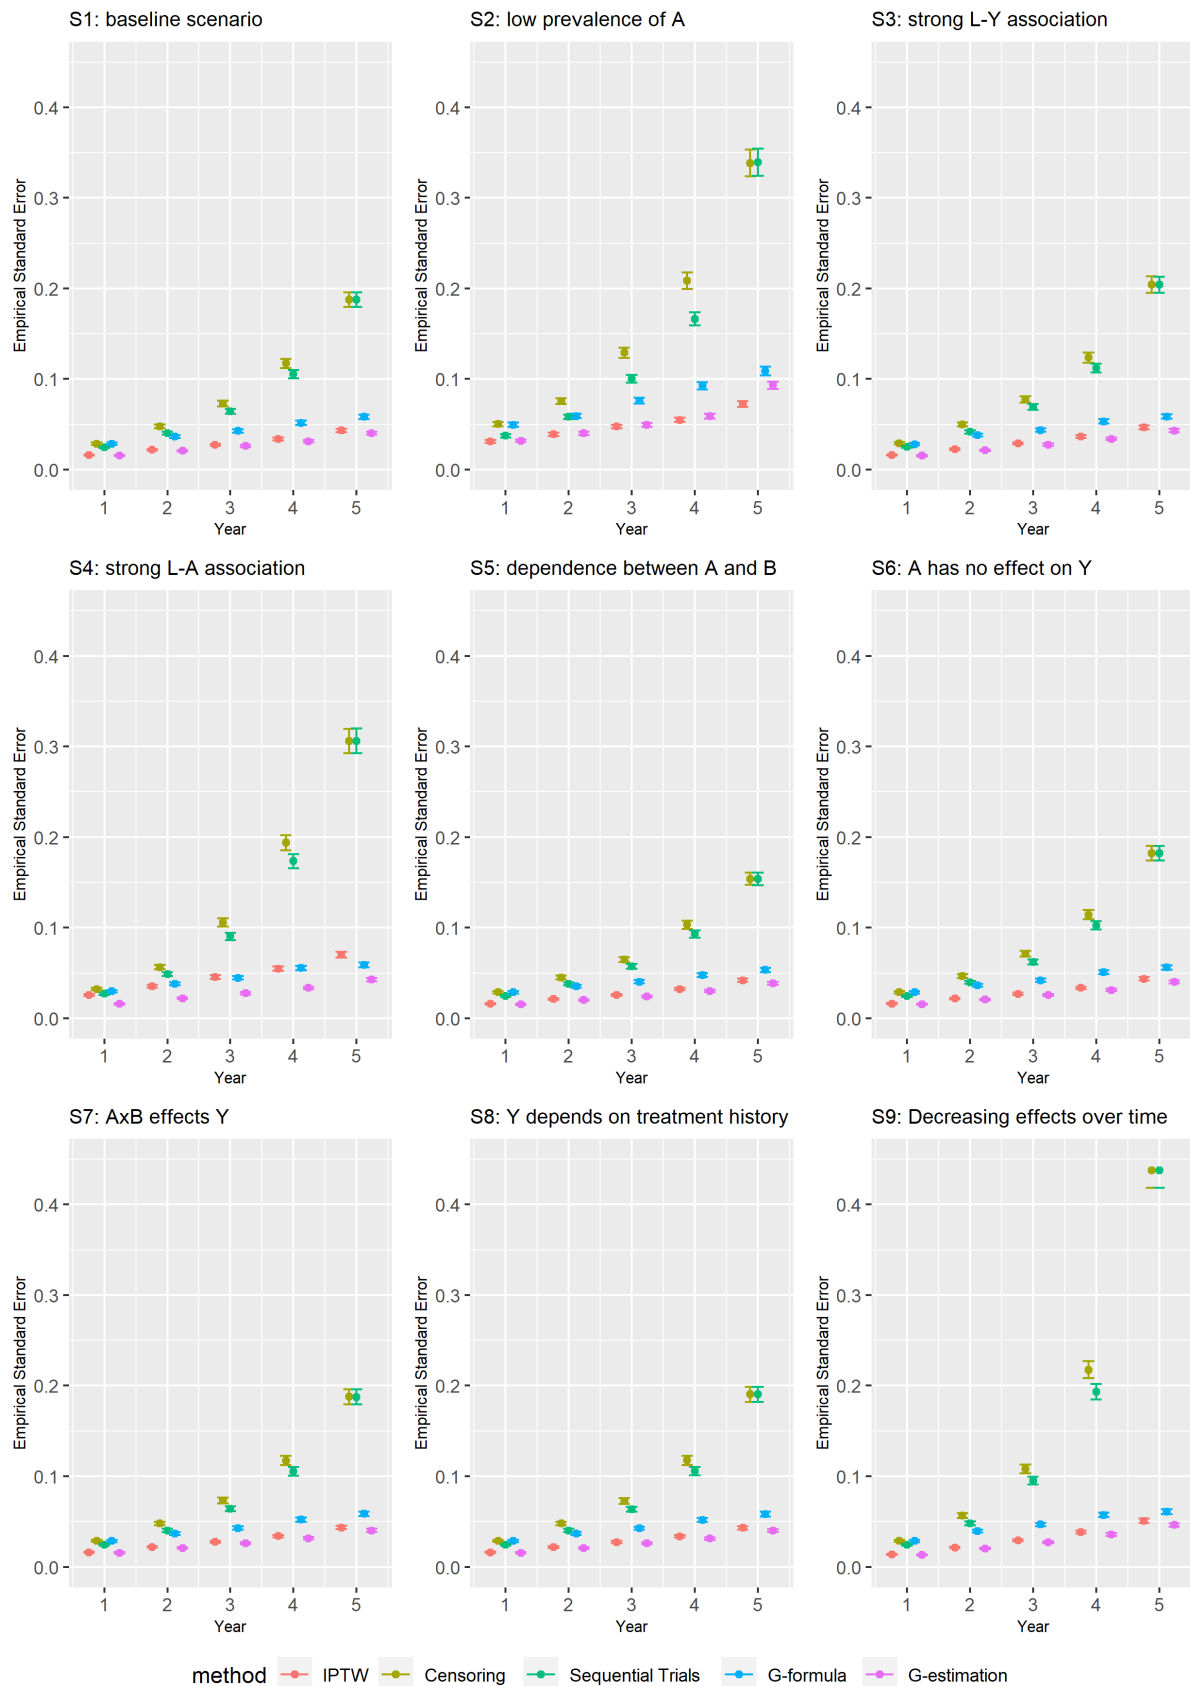 S1: baseline scenario
S2: low prevalence of A
S3: strong L-Y association
Empirical Standard Error
0.4
0.3
0.2
0.1
0.0
1 2 3 4 5
Year
Empirical Standard Error
0.4
0.3
0.2
0.1
0.0
1 2 3 4 5
Year
Empirical Standard Error
0.4
0.3
0.2
0.1
0.0
1 2 3 4 5
Year
S4: strong L-A association
S5: dependence between A and B
S6: A has no effect on Y
Empirical Standard Error
0.4
0.3
0.2
0.1
0.0
1 2 3 4 5
Year
Empirical Standard Error
0.4
0.3
0.2
0.1
0.0
1 2 3 4 5
Year
Empirical Standard Error
0.4
0.3
0.2
0.1
0.0
1 2 3 4 5
Year
S7: AxB effects Y
S8: Y depends on treatment history
S9: Decreasing effects over time
Empirical Standard Error
0.4
0.3
0.2
0.1
0.0
1 2 3 4 5
Year
Empirical Standard Error
0.4
0.3
0.2
0.1
0.0
1 2 3 4 5
Year
Empirical Standard Error
0.4
0.3
0.2
0.1
0.0
1 2 3 4 5
Year
method IPTW Censoring Sequential Trials G-formula G-estimation